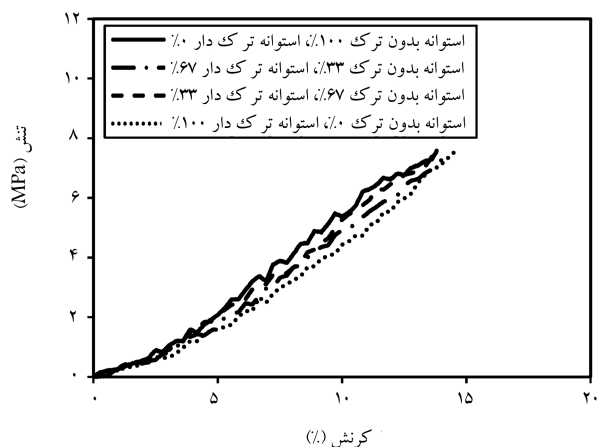 ۱۲
۱۰
۸
۶
۴
۲
۰
تنش (MPa)
استوانه بدون ترک ۱۰۰٪، استوانه ترک دار ۰٪
استوانه بدون ترک ۳۳٪، استوانه ترک دار ۶۷٪
استوانه بدون ترک ۶۷٪، استوانه ترک دار ۳۳٪
استوانه بدون ترک ۰٪، استوانه ترک دار ۱۰۰٪
۰ ۵ ۱۰ ۱۵ ۲۰
کرنش (٪)